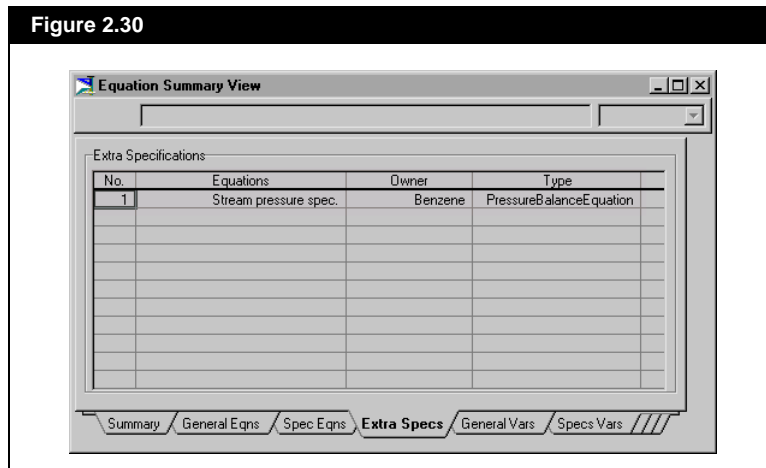 Figure 2.30
Equation Summary View
Extra Specifications
No. Equations Owner Type
1 Stream pressure spec. Benzene PressureBalanceEquation
Summary General Eqns Spec Eqns Extra Specs General Vars Specs Vars